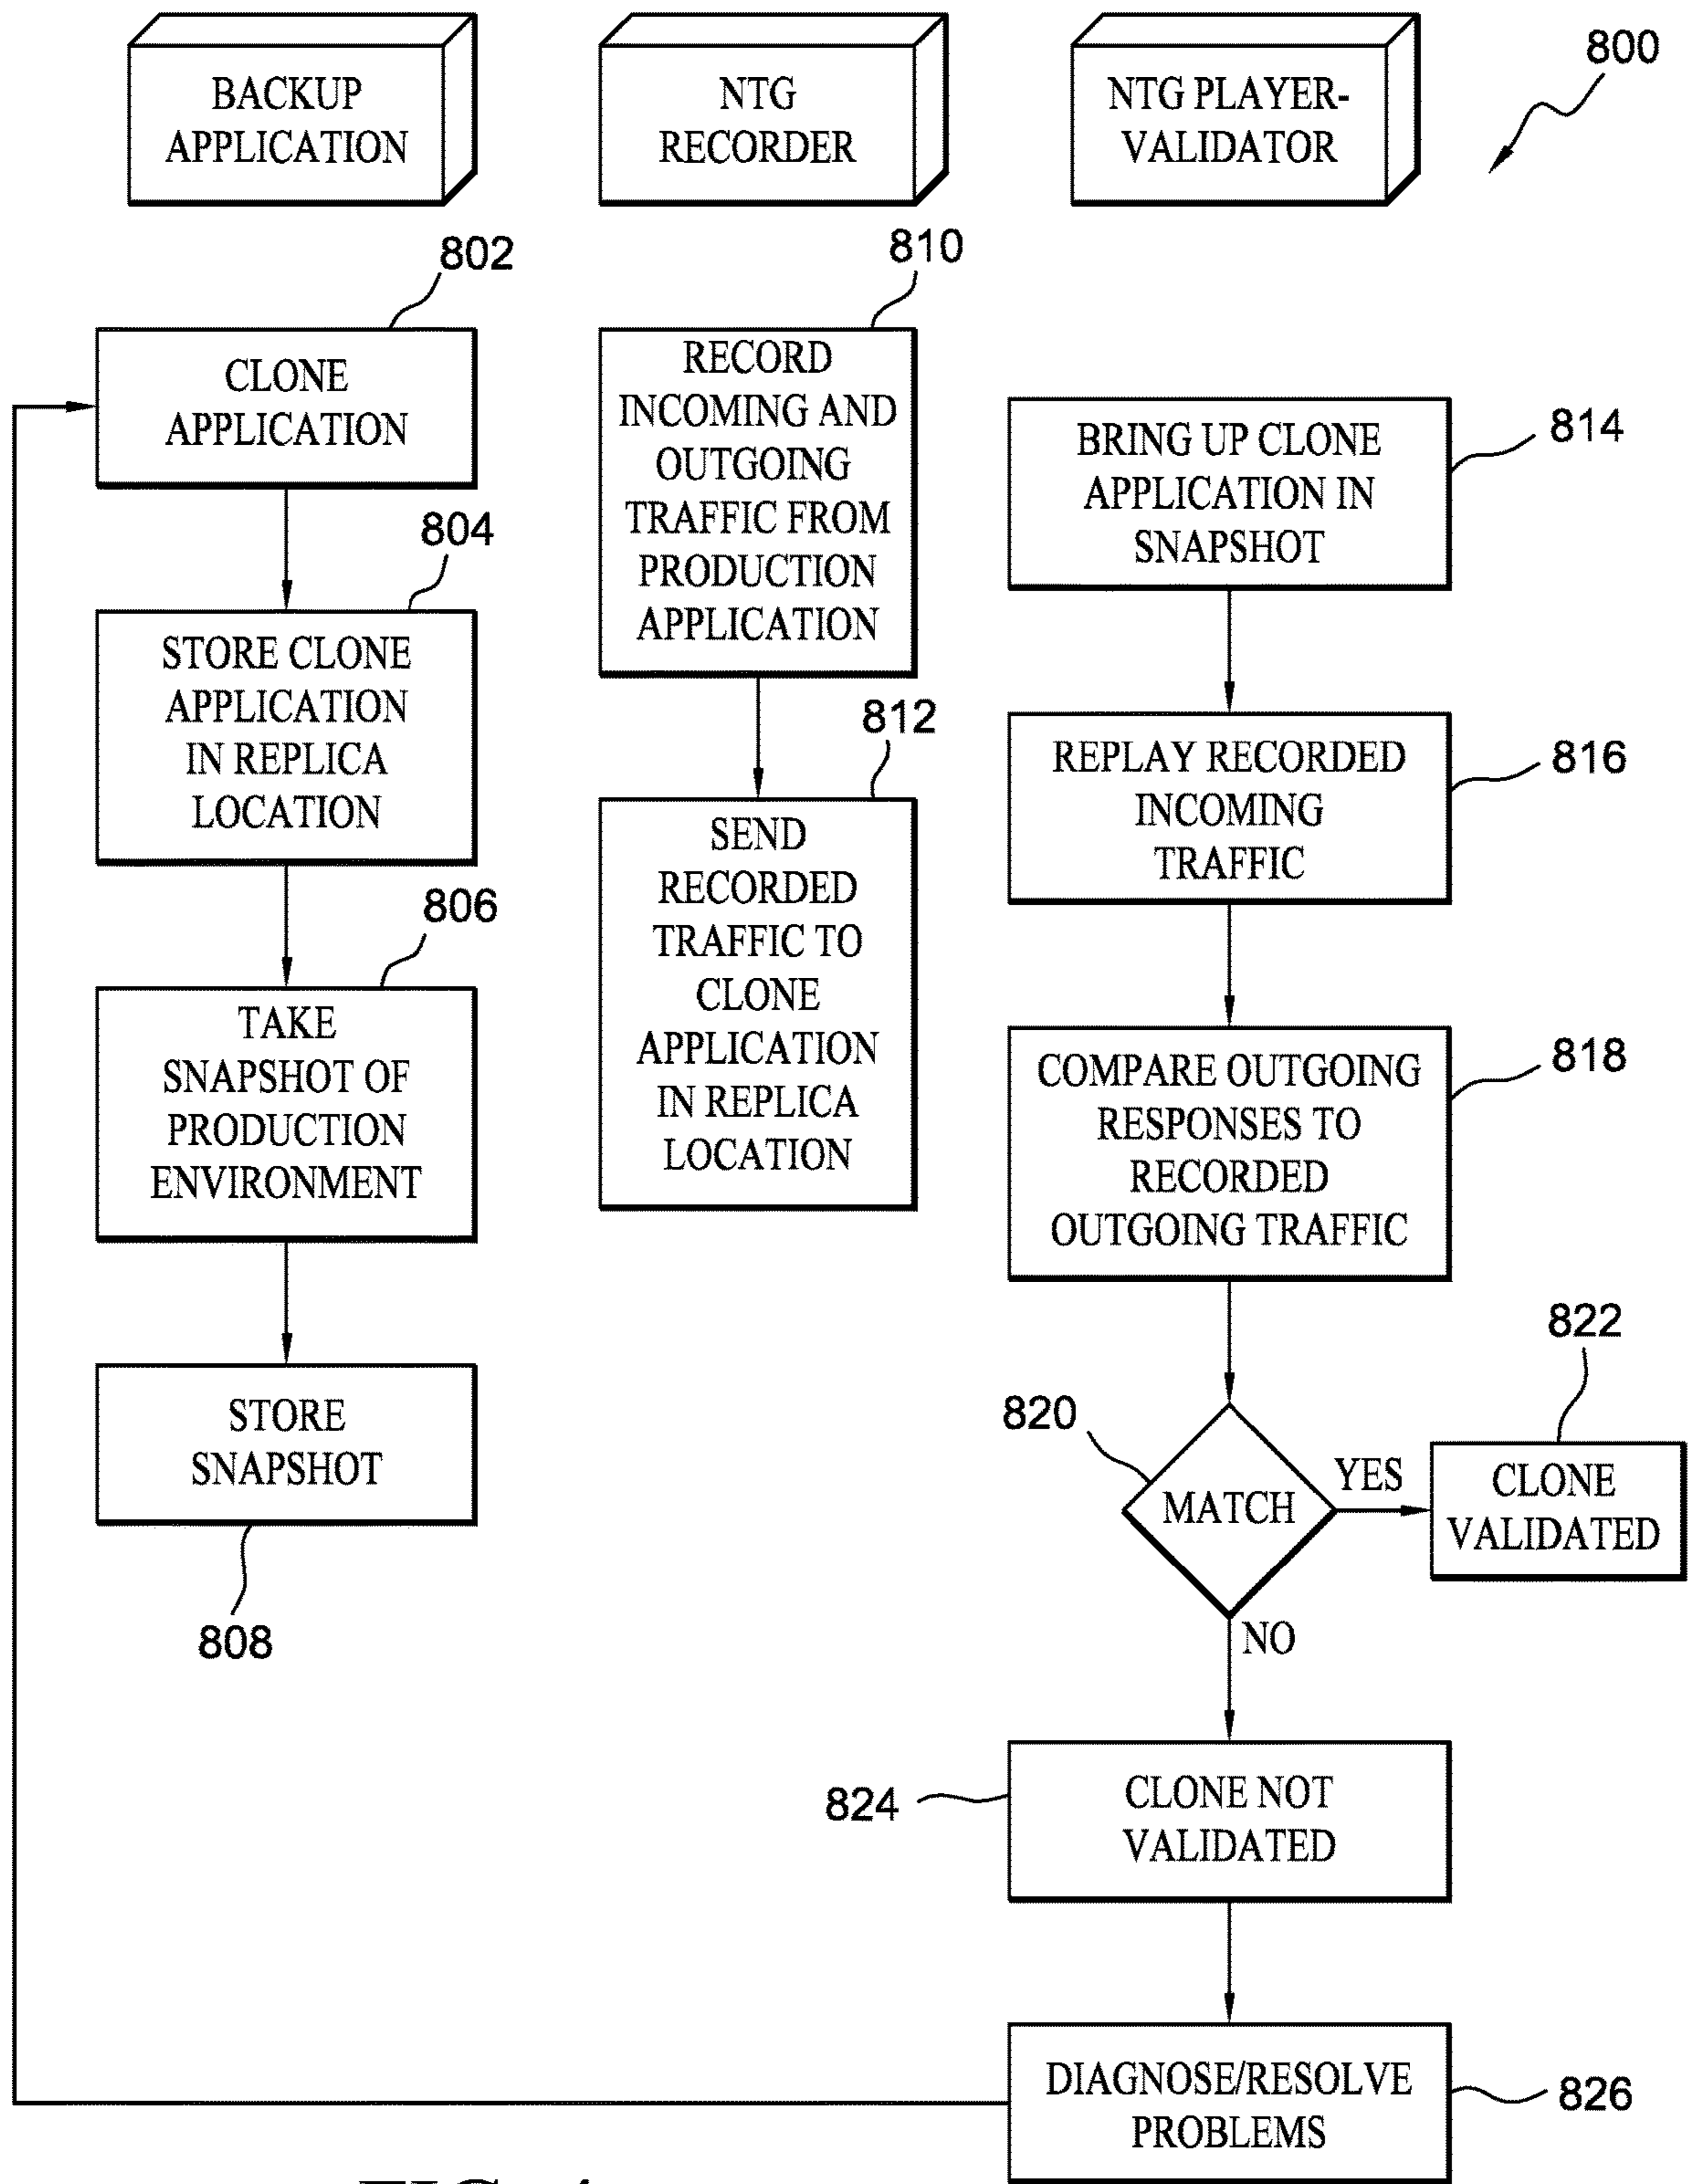 BACKUP
APPLICATION
NTG
RECORDER
NTG PLAYER-
VALIDATOR
800
802
CLONE
APPLICATION
804
STORE CLONE
APPLICATION
IN REPLICA
LOCATION
806
TAKE
SNAPSHOT OF
PRODUCTION
ENVIRONMENT
STORE
SNAPSHOT
808
810
RECORD
INCOMING AND
OUTGOING
TRAFFIC FROM
PRODUCTION
APPLICATION
812
SEND
RECORDED
TRAFFIC TO
CLONE
APPLICATION
IN REPLICA
LOCATION
BRING UP CLONE
APPLICATION IN
SNAPSHOT
814
REPLAY RECORDED
INCOMING
TRAFFIC
816
COMPARE OUTGOING
RESPONSES TO
RECORDED
OUTGOING TRAFFIC
818
820
MATCH
YES
822
CLONE
VALIDATED
NO
824
CLONE NOT
VALIDATED
DIAGNOSE/RESOLVE
PROBLEMS
826